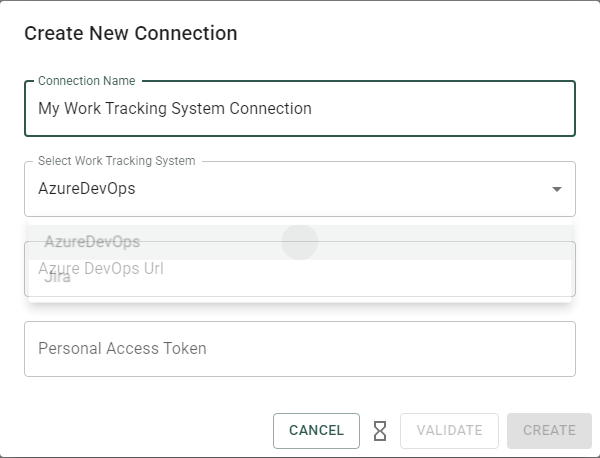 Create New Connection
Connection Name
My Work Tracking System Connection
Select Work Tracking System
AzureDevOps
AzureDevOps
Azure DevOps Url
Jira
Personal Access Token
CANCEL
VALIDATE
CREATE